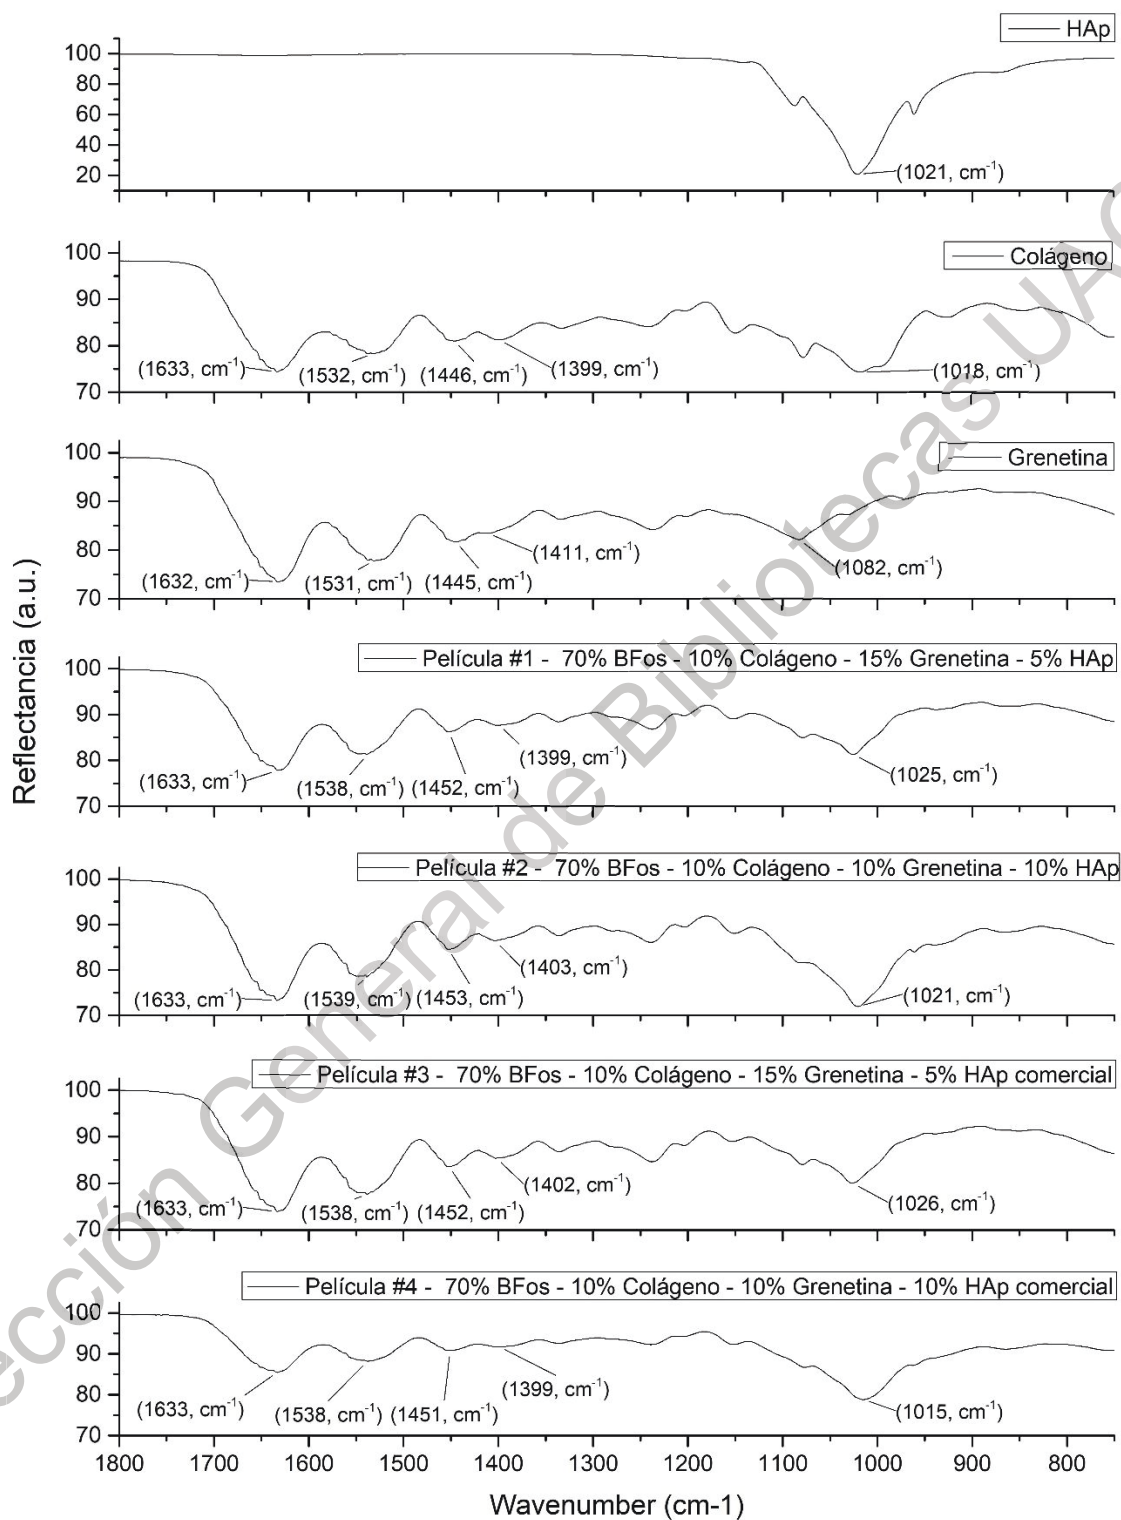 HAp
100
80
60
40
20
(1021, cm⁻¹)
Colágeno
100
90
80
70
(1633, cm⁻¹)
(1532, cm⁻¹)
(1446, cm⁻¹)
(1399, cm⁻¹)
(1018, cm⁻¹)
Grenetina
100
90
80
70
(1632, cm⁻¹)
(1531, cm⁻¹)
(1445, cm⁻¹)
(1411, cm⁻¹)
(1082, cm⁻¹)
Reflectancia (a.u.)
Película #1 - 70% BFos - 10% Colágeno - 15% Grenetina - 5% HAp
100
90
80
70
(1633, cm⁻¹)
(1538, cm⁻¹)
(1452, cm⁻¹)
(1399, cm⁻¹)
(1025, cm⁻¹)
Película #2 - 70% BFos - 10% Colágeno - 10% Grenetina - 10% HAp
100
90
80
70
(1633, cm⁻¹)
(1539, cm⁻¹)
(1453, cm⁻¹)
(1403, cm⁻¹)
(1021, cm⁻¹)
Película #3 - 70% BFos - 10% Colágeno - 15% Grenetina - 5% HAp comercial
100
90
80
70
(1633, cm⁻¹)
(1538, cm⁻¹)
(1452, cm⁻¹)
(1402, cm⁻¹)
(1026, cm⁻¹)
Película #4 - 70% BFos - 10% Colágeno - 10% Grenetina - 10% HAp comercial
100
90
80
70
(1633, cm⁻¹)
(1538, cm⁻¹)
(1451, cm⁻¹)
(1399, cm⁻¹)
(1015, cm⁻¹)
1800 1700 1600 1500 1400 1300 1200 1100 1000 900 800
Wavenumber (cm-1)
General de Bibliotecas